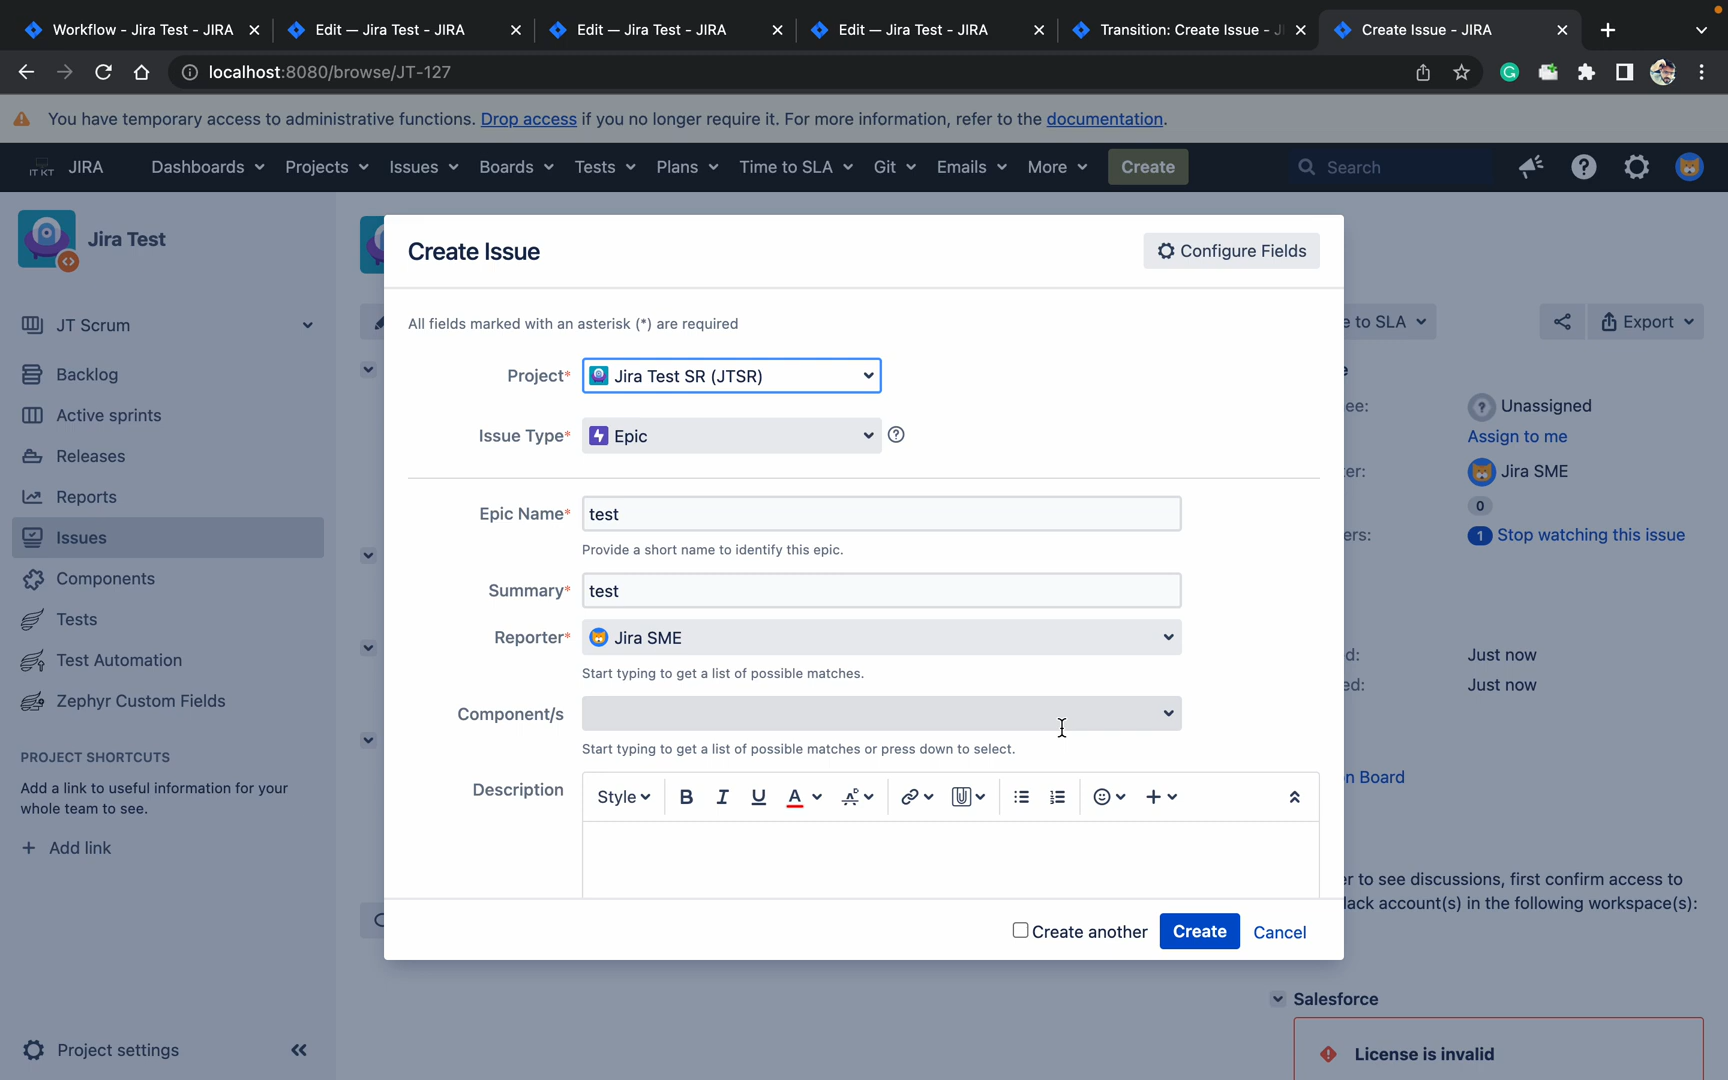 Workflow - Jira Test - JIRA
Edit — Jira Test - JIRA
Edit — Jira Test - JIRA
Edit — Jira Test - JIRA
Transition: Create Issue - J
Create Issue - JIRA
localhost:8080/browse/JT-127
You have temporary access to administrative functions. Drop access if you no longer require it. For more information, refer to the documentation.
IT KT JIRA Dashboards Projects Issues Boards Tests Plans Time to SLA Git Emails More Create Search
Jira Test
JT Scrum
Backlog
Active sprints
Releases
Reports
Issues
Components
Tests
Test Automation
Zephyr Custom Fields
PROJECT SHORTCUTS
Add a link to useful information for your
whole team to see.
+ Add link
Project settings
Create Issue
Configure Fields
All fields marked with an asterisk (*) are required
Project* Jira Test SR (JTSR)
Issue Type* Epic
Epic Name* test
Provide a short name to identify this epic.
Summary* test
Reporter* Jira SME
Start typing to get a list of possible matches.
Component/s
Start typing to get a list of possible matches or press down to select.
Description Style B I U A
Create another Create Cancel
e to SLA
Export
e
ee: Unassigned
Assign to me
er: Jira SME
0
ers: 1 Stop watching this issue
d: Just now
ed: Just now
n Board
er to see discussions, first confirm access to
lack account(s) in the following workspace(s):
Salesforce
License is invalid